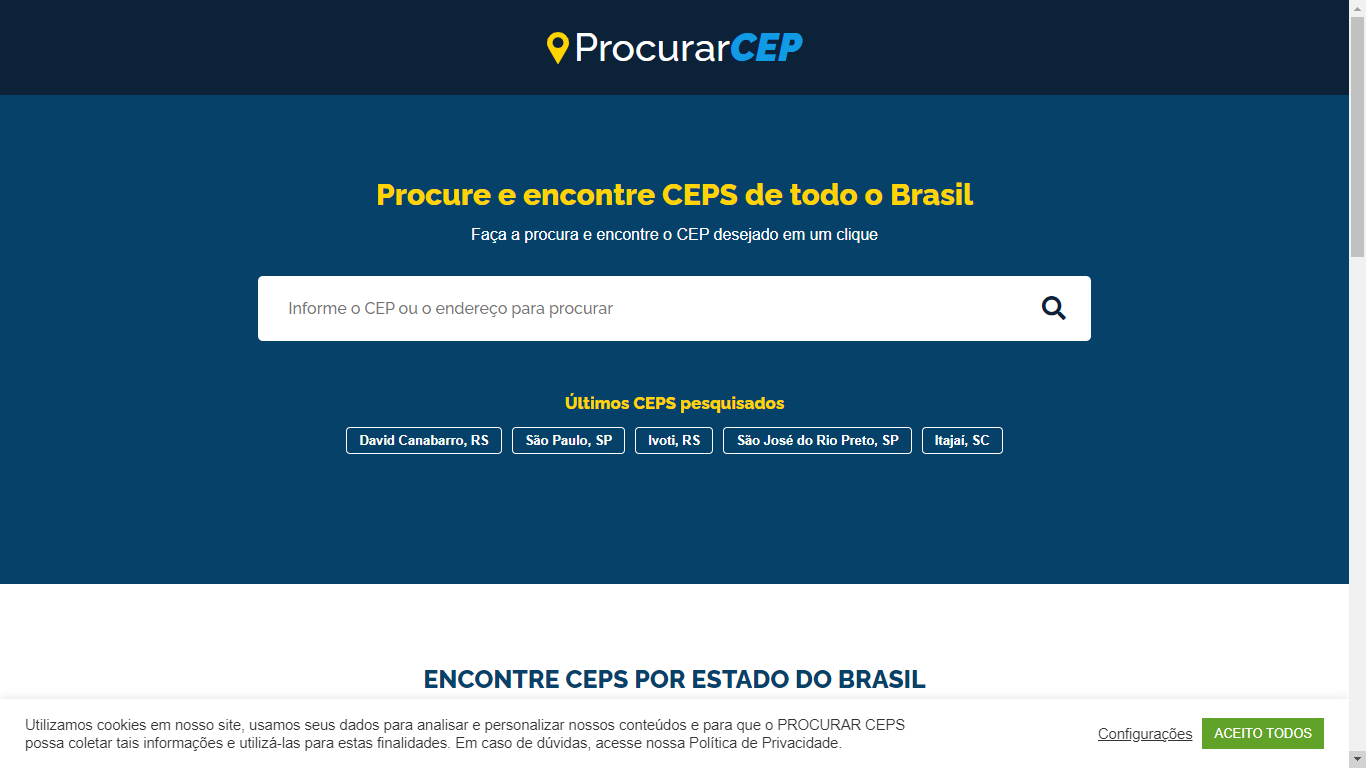 ProcurarCEP
Procure e encontre CEPS de todo o Brasil
Faça a procura e encontre o CEP desejado em um clique
Informe o CEP ou o endereço para procurar
Últimos CEPS pesquisados
David Canabarro, RS São Paulo, SP Ivoti, RS São José do Rio Preto, SP Itajaí, SC
ENCONTRE CEPS POR ESTADO DO BRASIL
Utilizamos cookies em nosso site, usamos seus dados para analisar e personalizar nossos conteúdos e para que o PROCURAR CEPS
possa coletar tais informações e utilizá-las para estas finalidades. Em caso de dúvidas, acesse nossa Política de Privacidade.
Configurações ACEITO TODOS